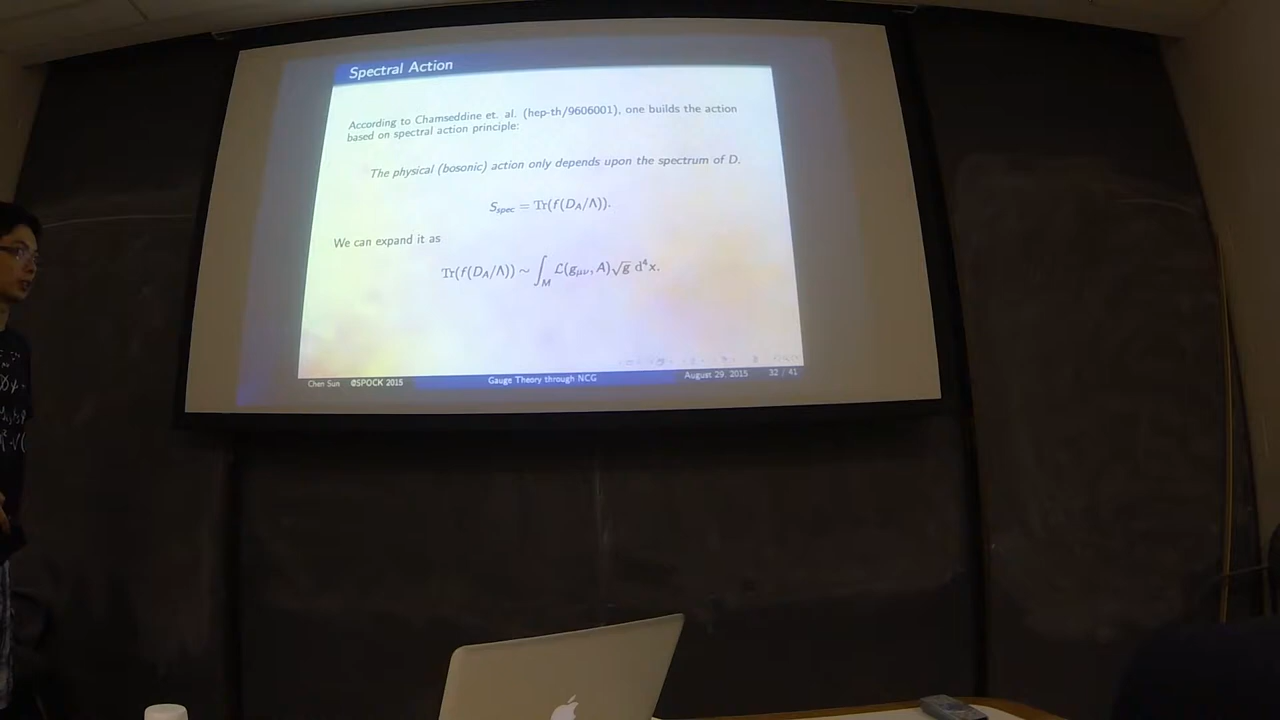 Spectral Action
According to Chamseddine et. al. (hep-th/9606001), one builds the action
based on spectral action principle:
The physical (bosonic) action only depends upon the spectrum of D.
S_spec = Tr(f(D_A/Λ)).
We can expand it as
Tr(f(D_A/Λ)) ~ ∫_M L(g_μν, A)√g d⁴x.
Chen Sun @SPOCK 2015 Gauge Theory through NCG August 29, 2015 32 / 41